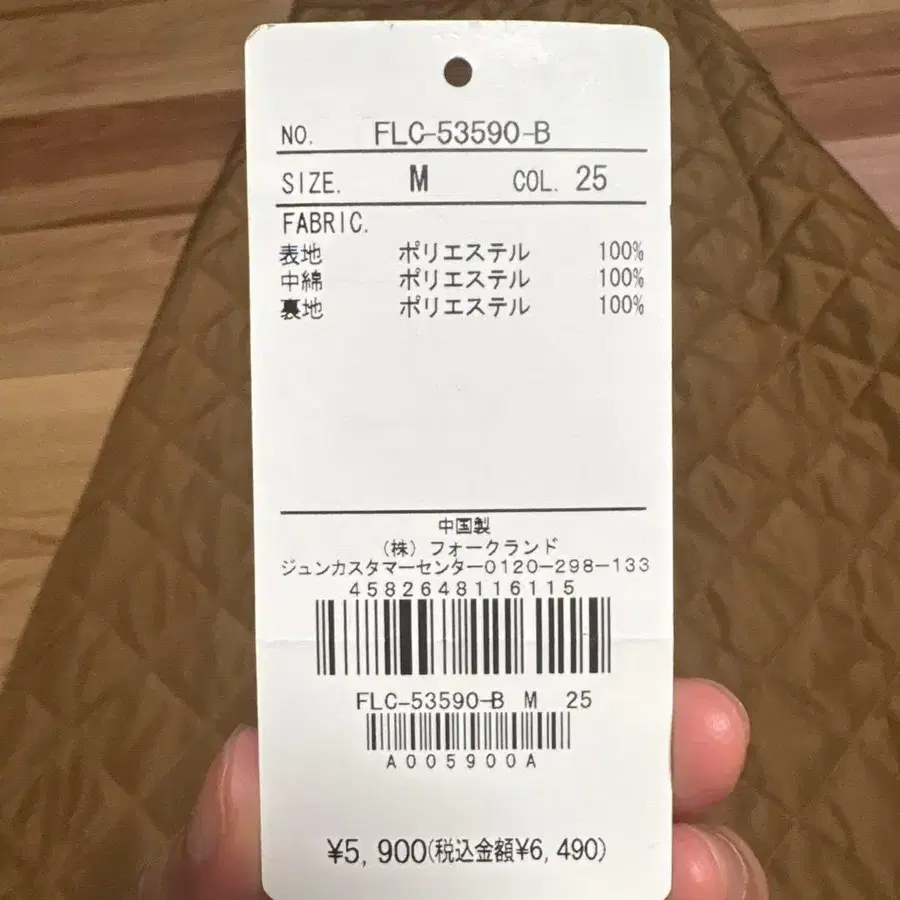 NO. FLC-53590-B
SIZE. M COL. 25
FABRIC.
表地 ポリエステル 100%
中綿 ポリエステル 100%
裏地 ポリエステル 100%
中国製
(株) フォークランド
ジュンカスタマーセンター0120-298-133
4582648116115
FLC-53590-B M 25
A005900A
¥5,900(税込金額¥6,490)